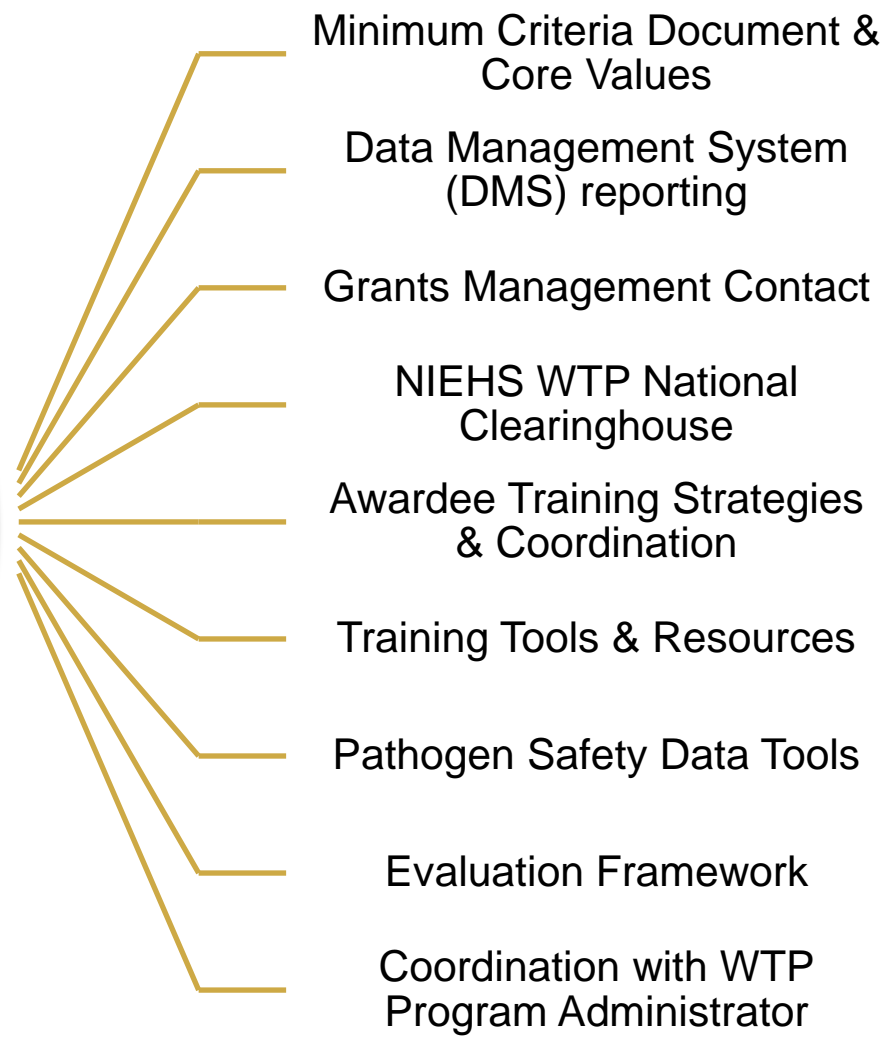 Minimum Criteria Document &
Core Values
Data Management System
(DMS) reporting
Grants Management Contact
NIEHS WTP National
Clearinghouse
Awardee Training Strategies
& Coordination
Training Tools & Resources
Pathogen Safety Data Tools
Evaluation Framework
Coordination with WTP
Program Administrator